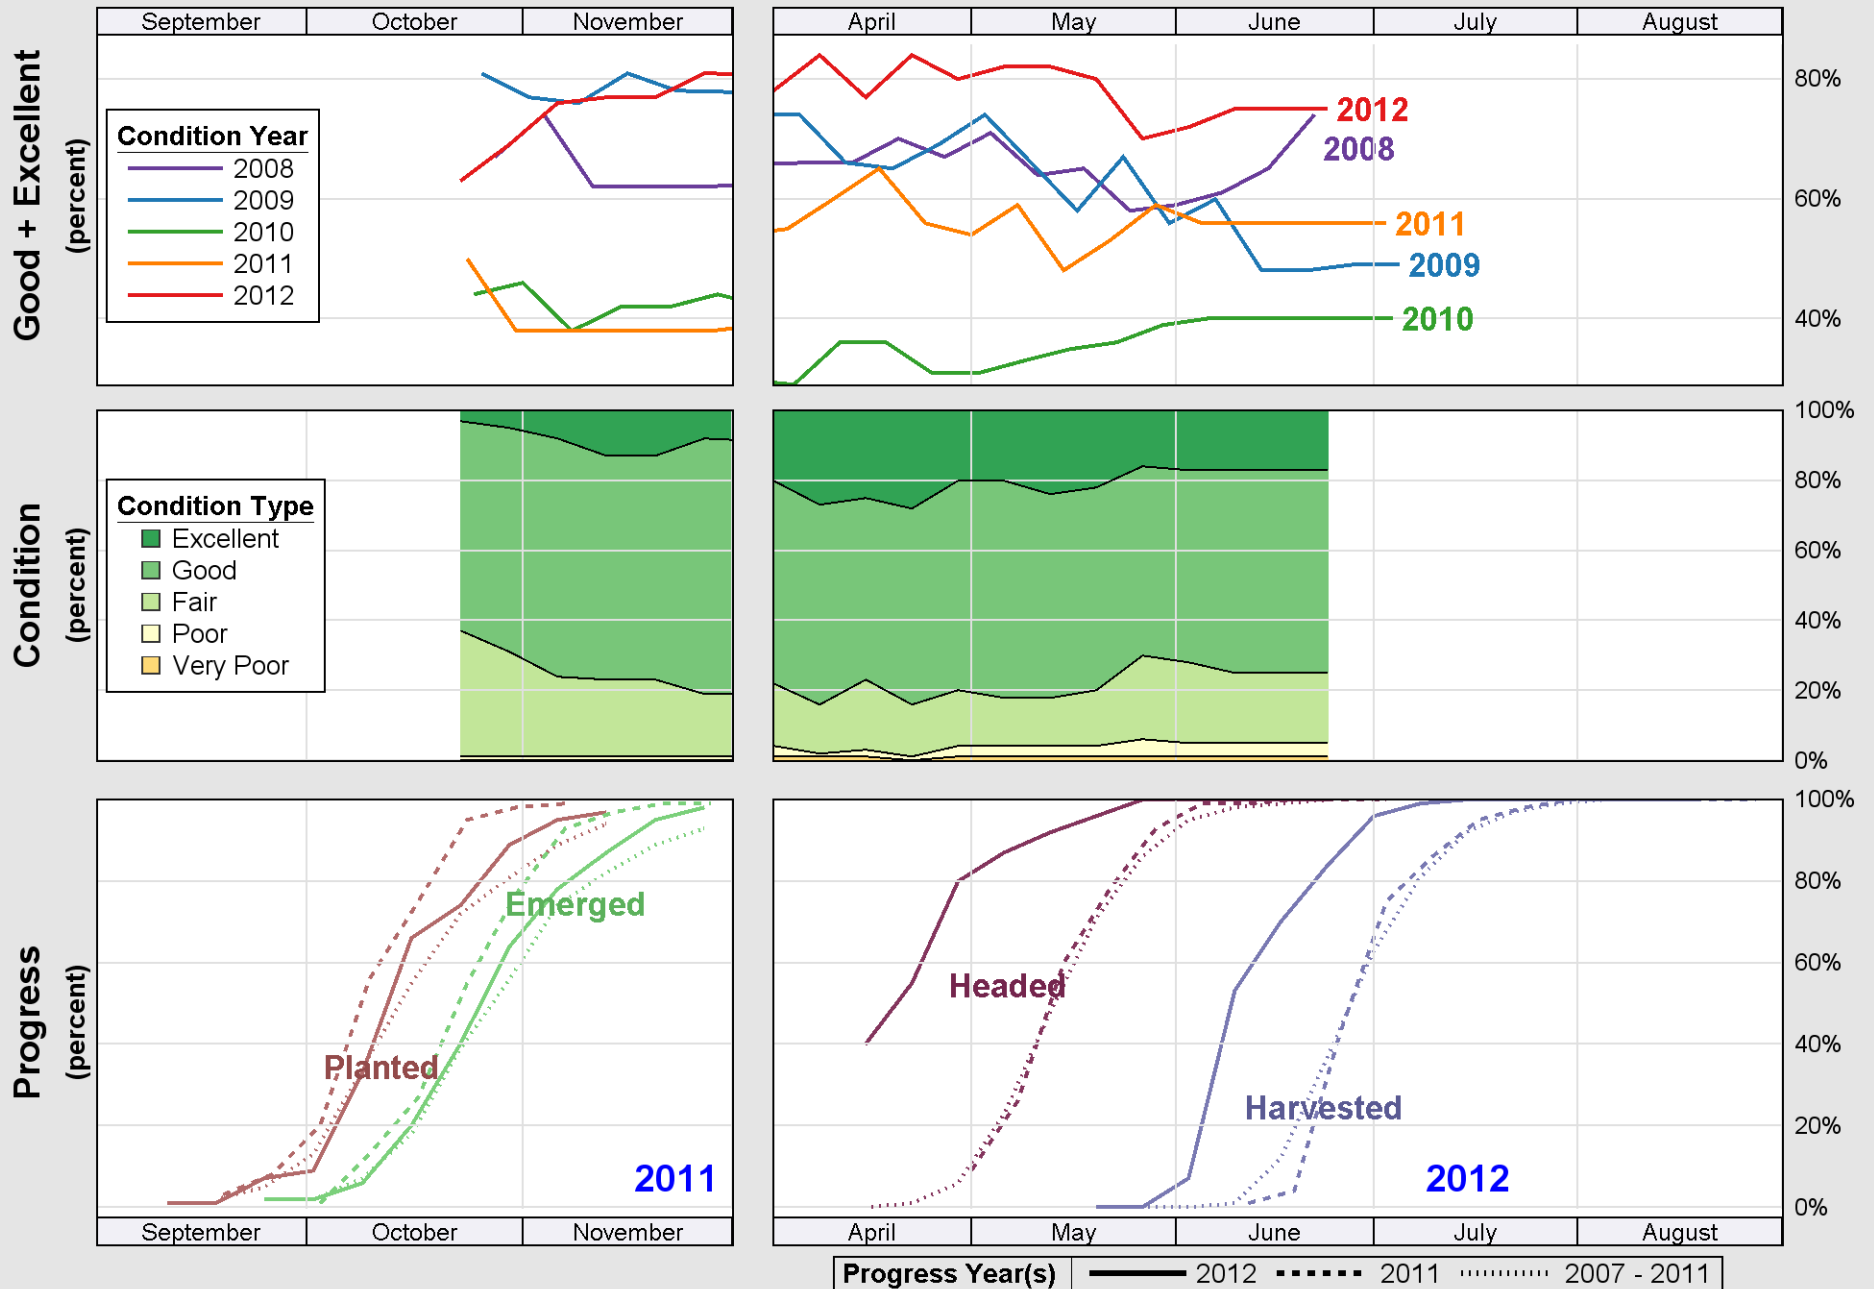 September October November April May June July August
Good + Excellent
(percent)
80%
60%
40%
Condition Year
2008
2009
2010
2011
2012
2012
2008
2011
2009
2010
Condition
(percent)
100%
80%
60%
40%
20%
0%
Condition Type
Excellent
Good
Fair
Poor
Very Poor
Progress
(percent)
100%
80%
60%
40%
20%
0%
Emerged
Planted
2011
Headed
Harvested
2012
September October November April May June July August
Progress Year(s) 2012 2011 2007 - 2011